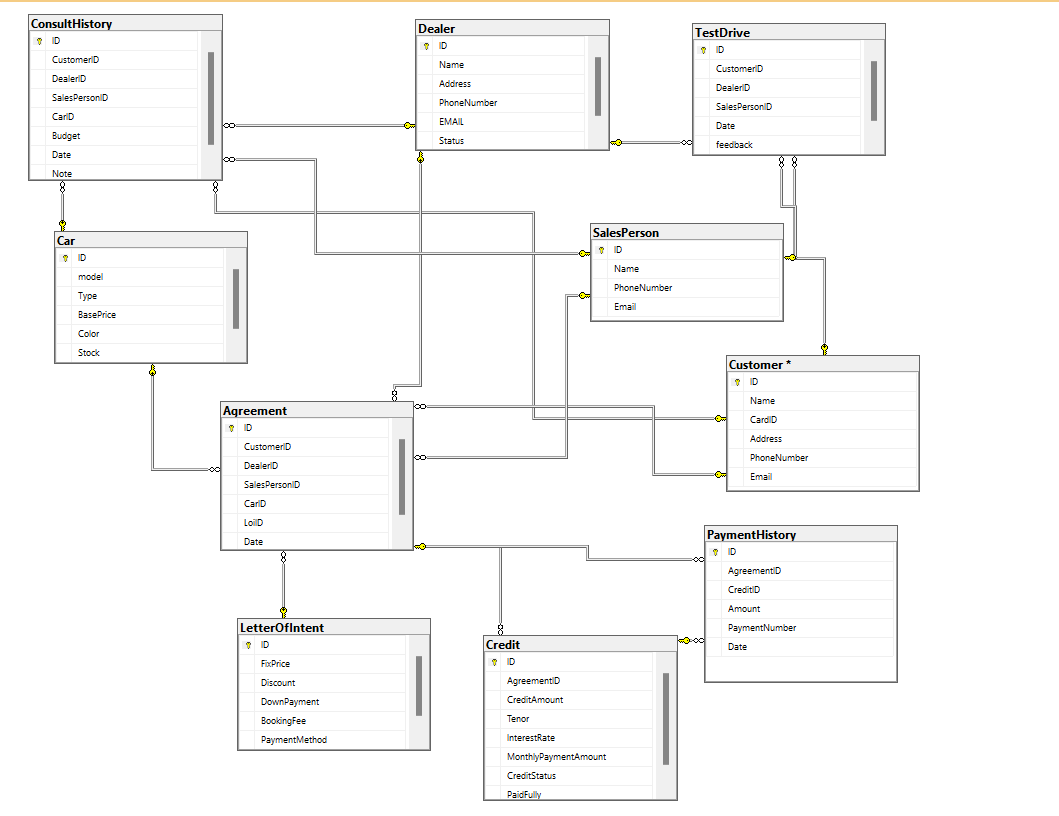 ConsultHistory
ID
CustomerID
DealerID
SalesPersonID
CarID
Budget
Date
Note
Dealer
ID
Name
Address
PhoneNumber
EMAIL
Status
TestDrive
ID
CustomerID
DealerID
SalesPersonID
Date
feedback
Car
ID
model
Type
BasePrice
Color
Stock
SalesPerson
ID
Name
PhoneNumber
Email
Customer *
ID
Name
CardID
Address
PhoneNumber
Email
Agreement
ID
CustomerID
DealerID
SalesPersonID
CarID
LoiID
Date
PaymentHistory
ID
AgreementID
CreditID
Amount
PaymentNumber
Date
LetterOfIntent
ID
FixPrice
Discount
DownPayment
BookingFee
PaymentMethod
Credit
ID
AgreementID
CreditAmount
Tenor
InterestRate
MonthlyPaymentAmount
CreditStatus
PaidFully